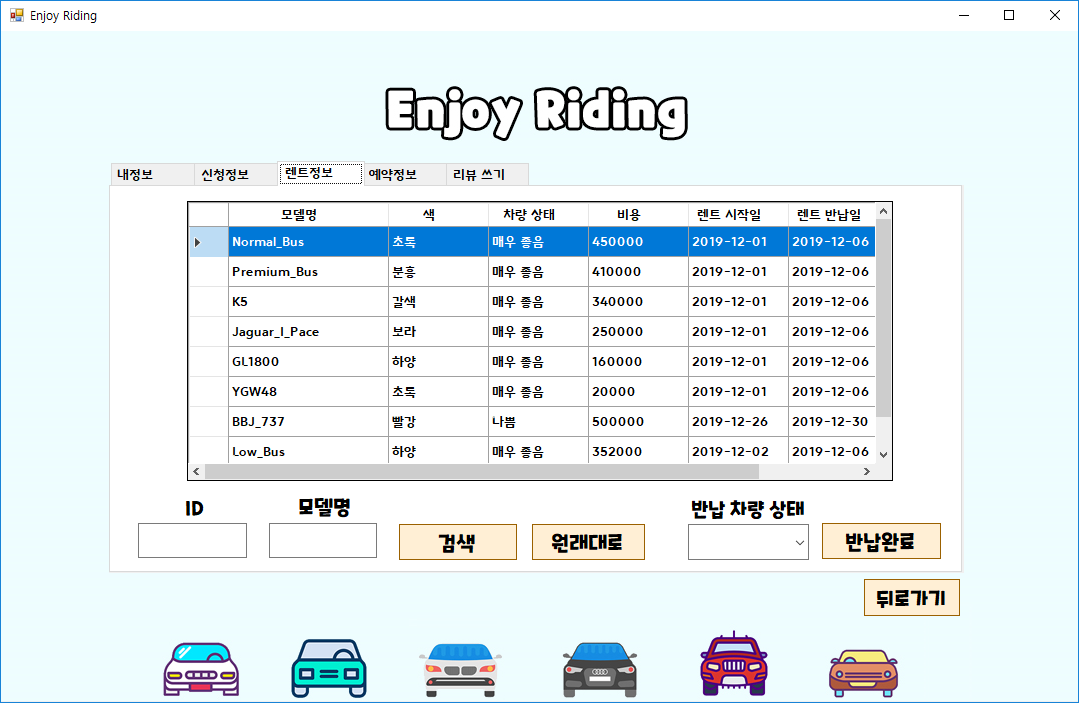 Enjoy Riding
Enjoy Riding
내정보 신청정보 렌트정보 예약정보 리뷰 쓰기
모델명 색 차량 상태 비용 렌트 시작일 렌트 반납일
Normal_Bus 초록 매우 좋음 450000 2019-12-01 2019-12-06
Premium_Bus 분홍 매우 좋음 410000 2019-12-01 2019-12-06
K5 갈색 매우 좋음 340000 2019-12-01 2019-12-06
Jaguar_I_Pace 보라 매우 좋음 250000 2019-12-01 2019-12-06
GL1800 하양 매우 좋음 160000 2019-12-01 2019-12-06
YGW48 초록 매우 좋음 20000 2019-12-01 2019-12-06
BBJ_737 빨강 나쁨 500000 2019-12-26 2019-12-30
Low_Bus 하양 매우 좋음 352000 2019-12-02 2019-12-06
ID 모델명 반납 차량 상태
검색 원래대로 반납완료
뒤로가기